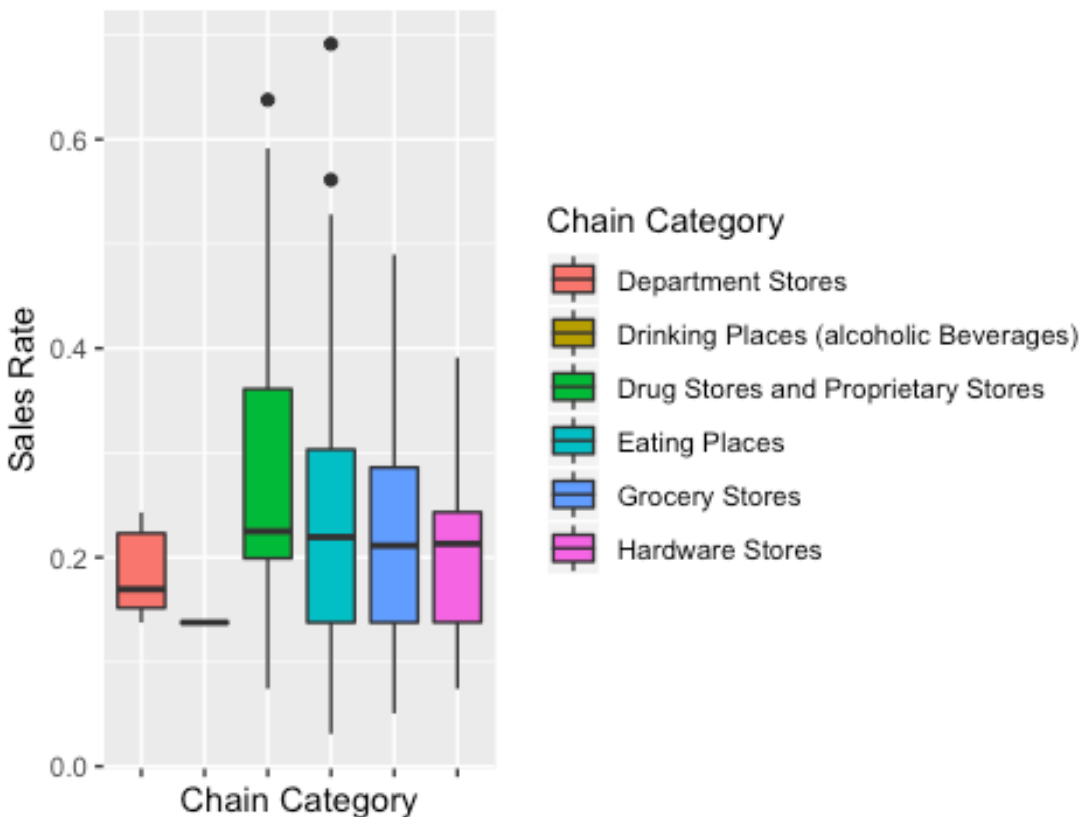 0.6
0.4
0.2
0.0
Sales Rate
Chain Category
Chain Category
Department Stores
Drinking Places (alcoholic Beverages)
Drug Stores and Proprietary Stores
Eating Places
Grocery Stores
Hardware Stores